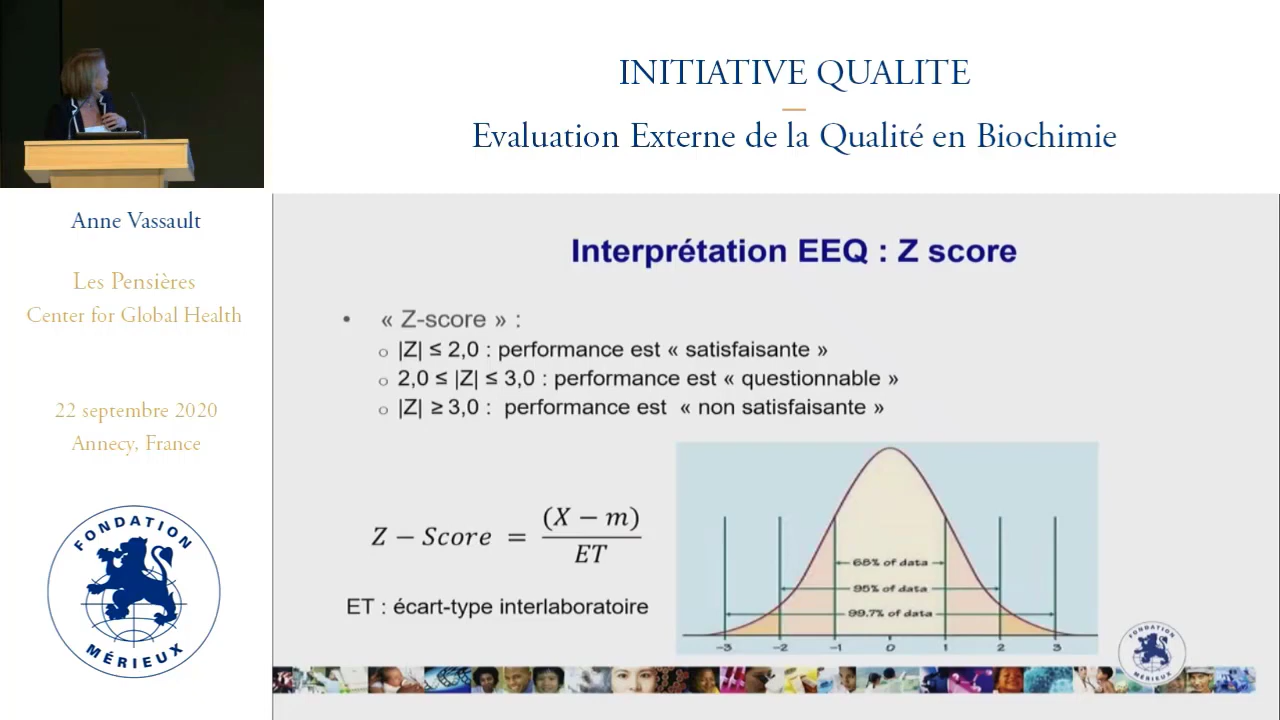 INITIATIVE QUALITE
Evaluation Externe de la Qualité en Biochimie
Anne Vassault
Les Pensières
Center for Global Health
22 septembre 2020
Annecy, France
FONDATION
MÉRIEUX
Interprétation EEQ : Z score
• « Z-score » :
o |Z| ≤ 2,0 : performance est « satisfaisante »
o 2,0 ≤ |Z| ≤ 3,0 : performance est « questionnable »
o |Z| ≥ 3,0 : performance est « non satisfaisante »
Z − Score = (X − m)
ET
ET : écart-type interlaboratoire
68% of data
95% of data
99.7% of data
−3 −2 −1 0 1 2 3
FONDATION
MÉRIEUX